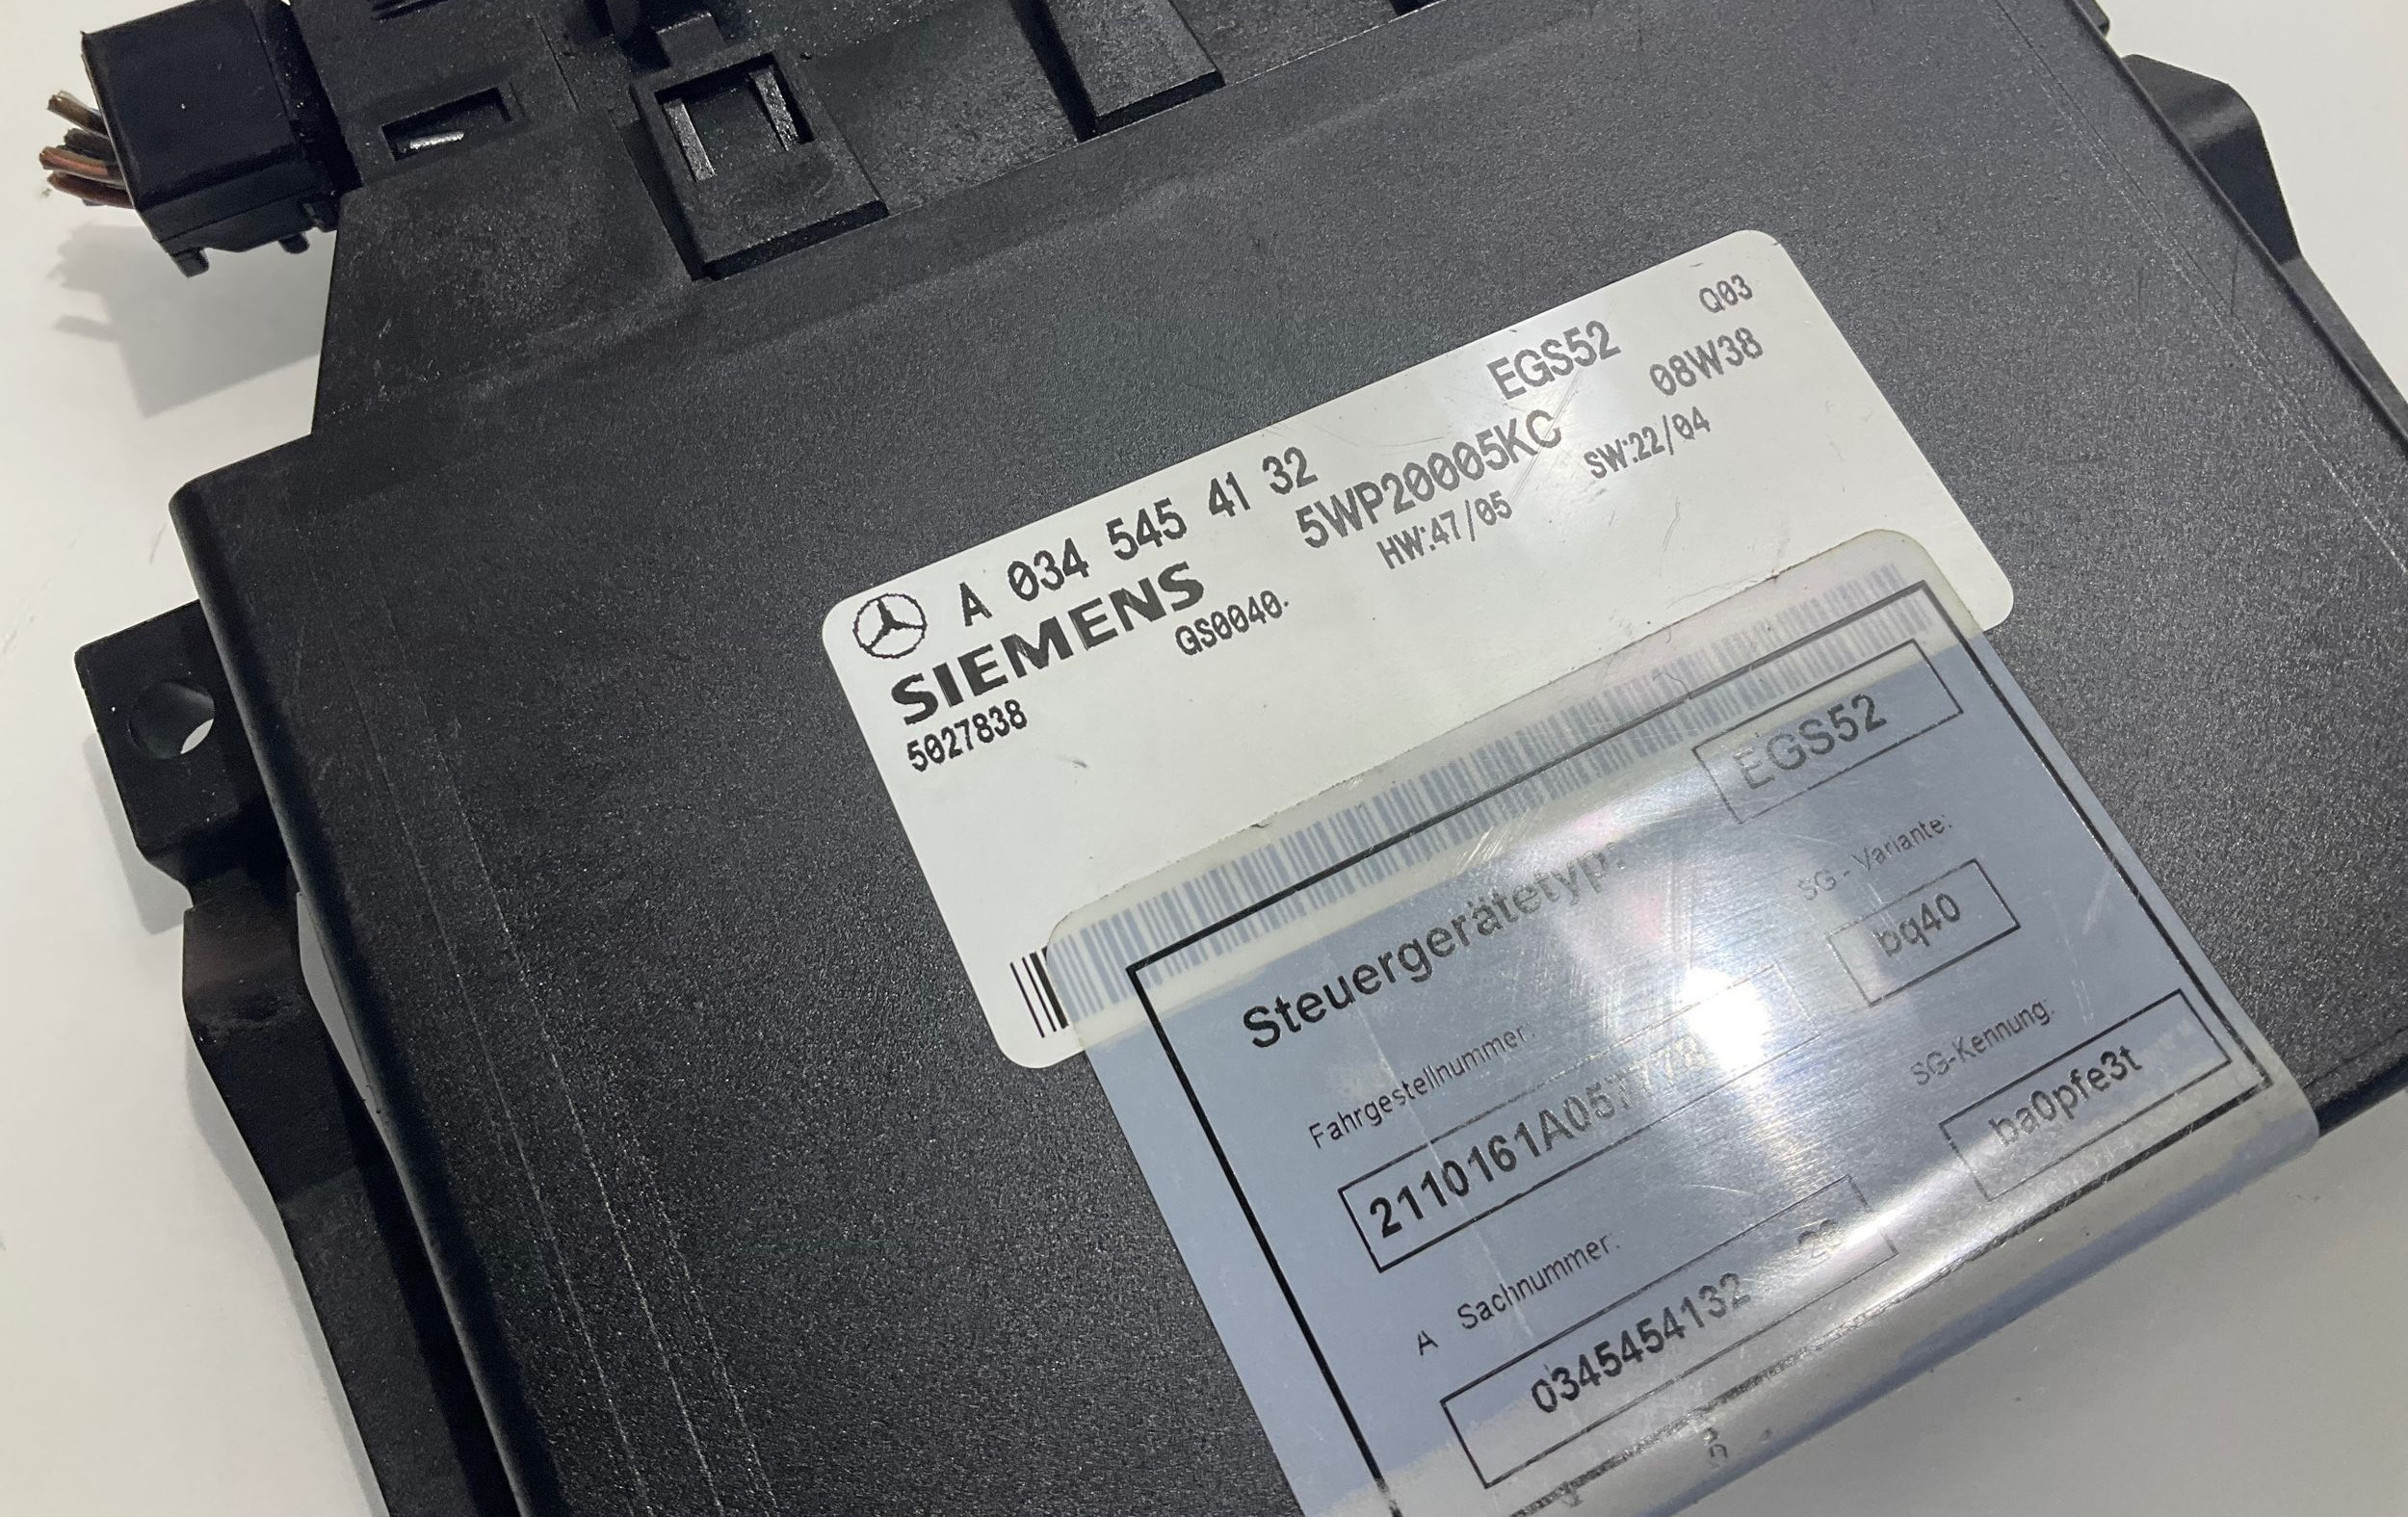 A 034 545 41 32 EGS52 Q03
SIEMENS 5WP20005KC 08W38
5027838 GS0040 HW:47/05 SW:22/04
Steuergerätetyp: EGS52
Fahrgestellnummer: SG - Variante:
bq40
A Sachnummer: SG-Kennung:
0345454132 ba0pfe3t